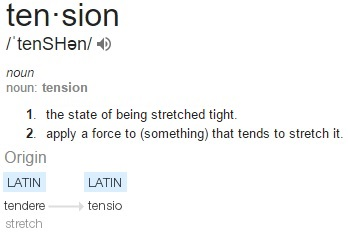 ten·sion
/ˈtenSHən/
noun
noun: tension
1. the state of being stretched tight.
2. apply a force to (something) that tends to stretch it.
Origin
LATIN LATIN
tendere tensio
stretch